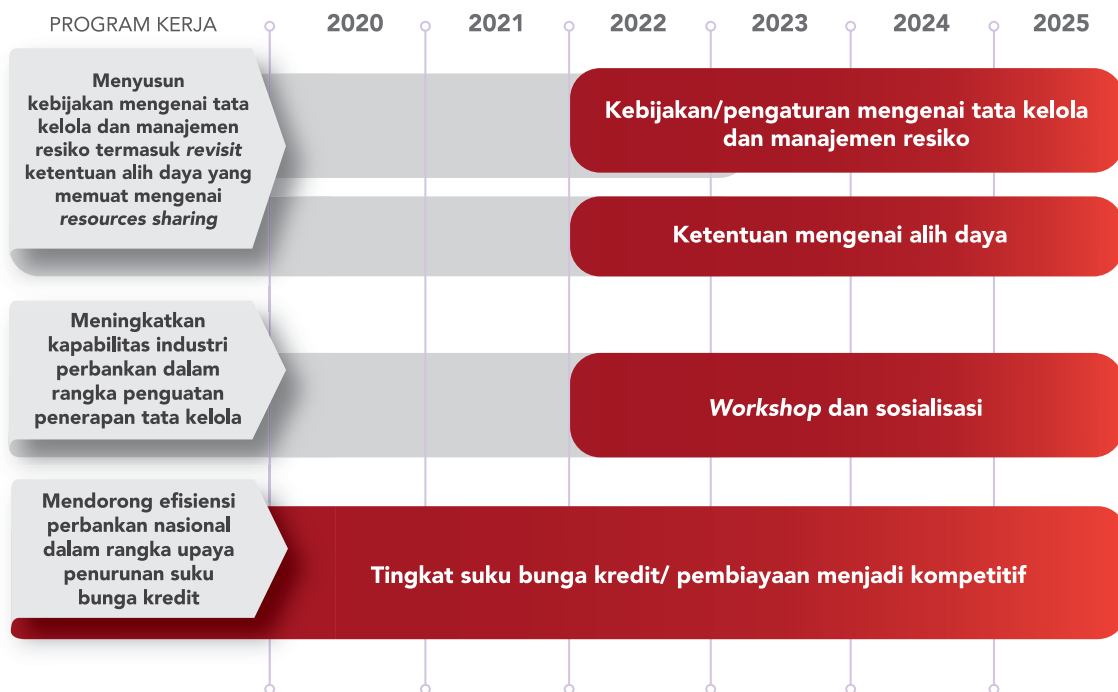 PROGRAM KERJA
2020
2021
2022
2023
2024
2025
Menyusun
kebijakan mengenai tata
kelola dan manajemen
resiko termasuk revisit
ketentuan alih daya yang
memuat mengenai
resources sharing
Kebijakan/pengaturan mengenai tata kelola
dan manajemen resiko
Ketentuan mengenai alih daya
Meningkatkan
kapabilitas industri
perbankan dalam
rangka penguatan
penerapan tata kelola
Workshop dan sosialisasi
Mendorong efisiensi
perbankan nasional
dalam rangka upaya
penurunan suku
bunga kredit
Tingkat suku bunga kredit/ pembiayaan menjadi kompetitif